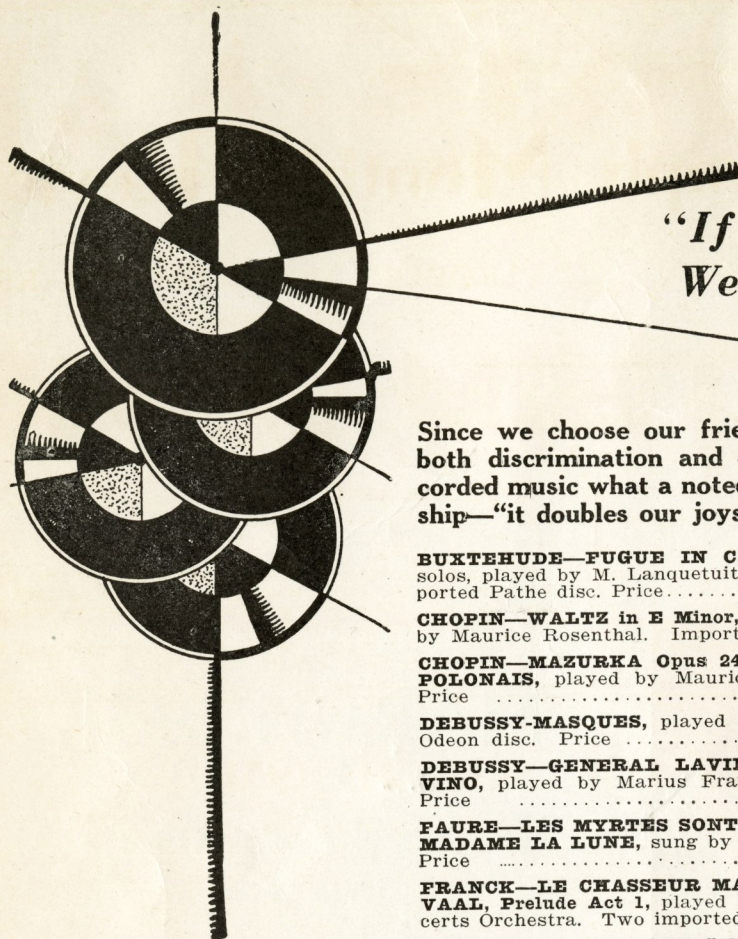 “If
We
Since we choose our frie
both discrimination and
corded music what a noted
ship—“it doubles our joys
BUXTEHUDE—FUGUE IN C
solos, played by M. Lanquetuit
ported Pathe disc. Price........
CHOPIN—WALTZ in E Minor,
by Maurice Rosenthal. Import
CHOPIN—MAZURKA Opus 24
POLONAIS, played by Mauric
Price ........................
DEBUSSY-MASQUES, played
Odeon disc. Price ...........
DEBUSSY—GENERAL LAVIN
VINO, played by Marius Fra
Price ......................
FAURE—LES MYRTES SONT
MADAME LA LUNE, sung by
Price ........................
FRANCK—LE CHASSEUR MA
VAAL, Prelude Act 1, played
certs Orchestra. Two imported